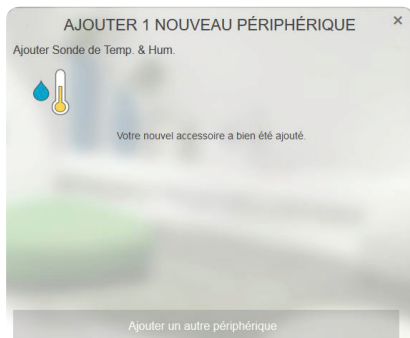 AJOUTER 1 NOUVEAU PÉRIPHÉRIQUE ×
Ajouter Sonde de Temp. & Hum.
Votre nouvel accessoire a bien été ajouté.
Ajouter un autre périphérique